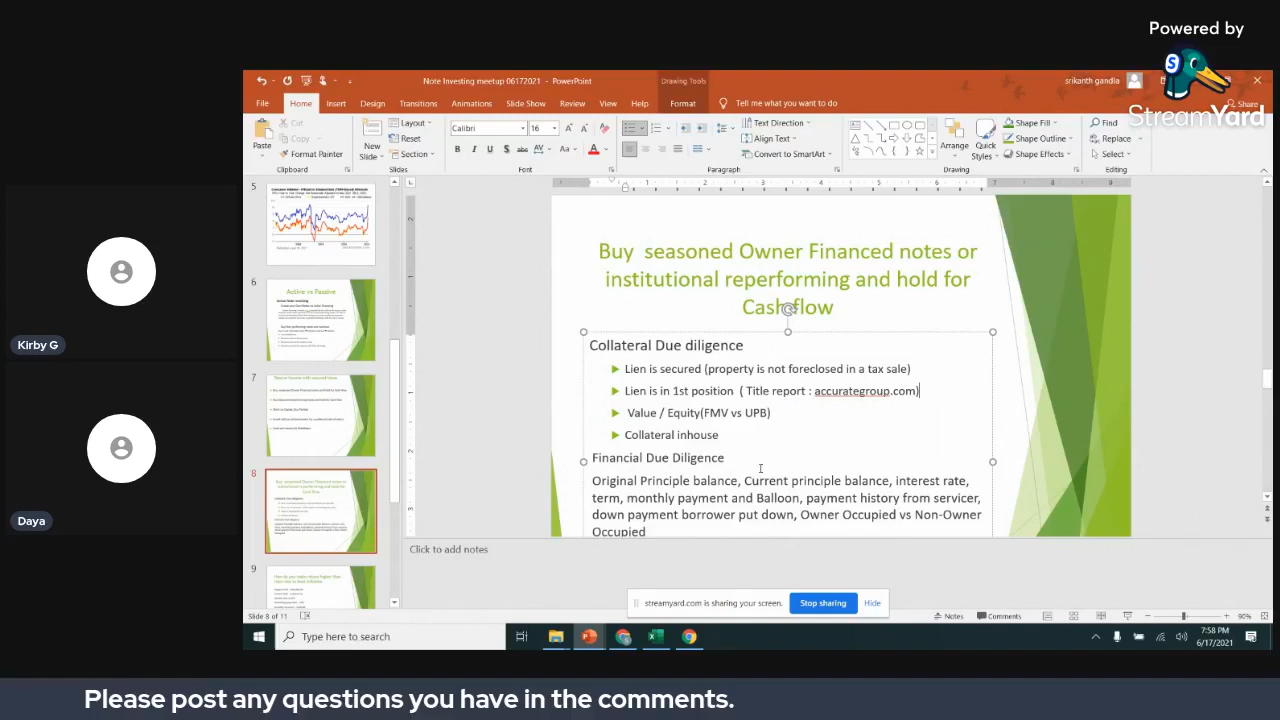 Powered by
StreamYard
Note Investing meetup 06172021 - PowerPoint
Drawing Tools
srikanth gandla
File Home Insert Design Transitions Animations Slide Show Review View Help Format Tell me what you want to do Share
Paste
Cut
Copy
Format Painter
Clipboard
New
Slide
Layout
Reset
Section
Slides
Calibri 16
Font
Text Direction
Align Text
Convert to SmartArt
Paragraph
Arrange
Quick
Styles
Shape Fill
Shape Outline
Shape Effects
Drawing
Find
Replace
Select
Editing
5
6
Active vs Passive
7
8
9
Kirby G
Buy seasoned Owner Financed notes or
institutional reperforming and hold for
Cash flow
Collateral Due diligence
Lien is secured (property is not foreclosed in a tax sale)
Lien is in 1st position( Title report : accurategroup.com)
Value / Equity(FMV vs UPB)
Collateral inhouse
Financial Due Diligence
Original Principle balance, Current principle balance, interest rate,
term, monthly payment and Balloon, payment history from servicer,
down payment borrower put down, Owner Occupied vs Non-Owner
Occupied
Click to add notes
streamyard.com is sharing your screen.
Stop sharing
Hide
Slide 8 of 11
Notes
Comments
90%
Type here to search
7:58 PM
6/17/2021
Please post any questions you have in the comments.